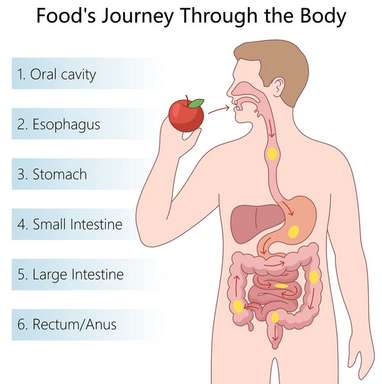 Food's Journey Through the Body
1. Oral cavity
2. Esophagus
3. Stomach
4. Small Intestine
5. Large Intestine
6. Rectum/Anus